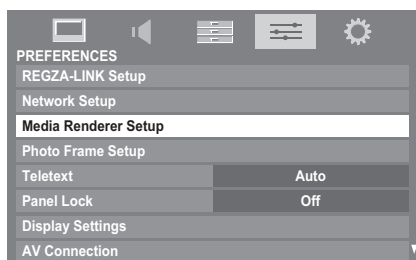 PREFERENCES
REGZA-LINK Setup
Network Setup
Media Renderer Setup
Photo Frame Setup
Teletext Auto
Panel Lock Off
Display Settings
AV Connection